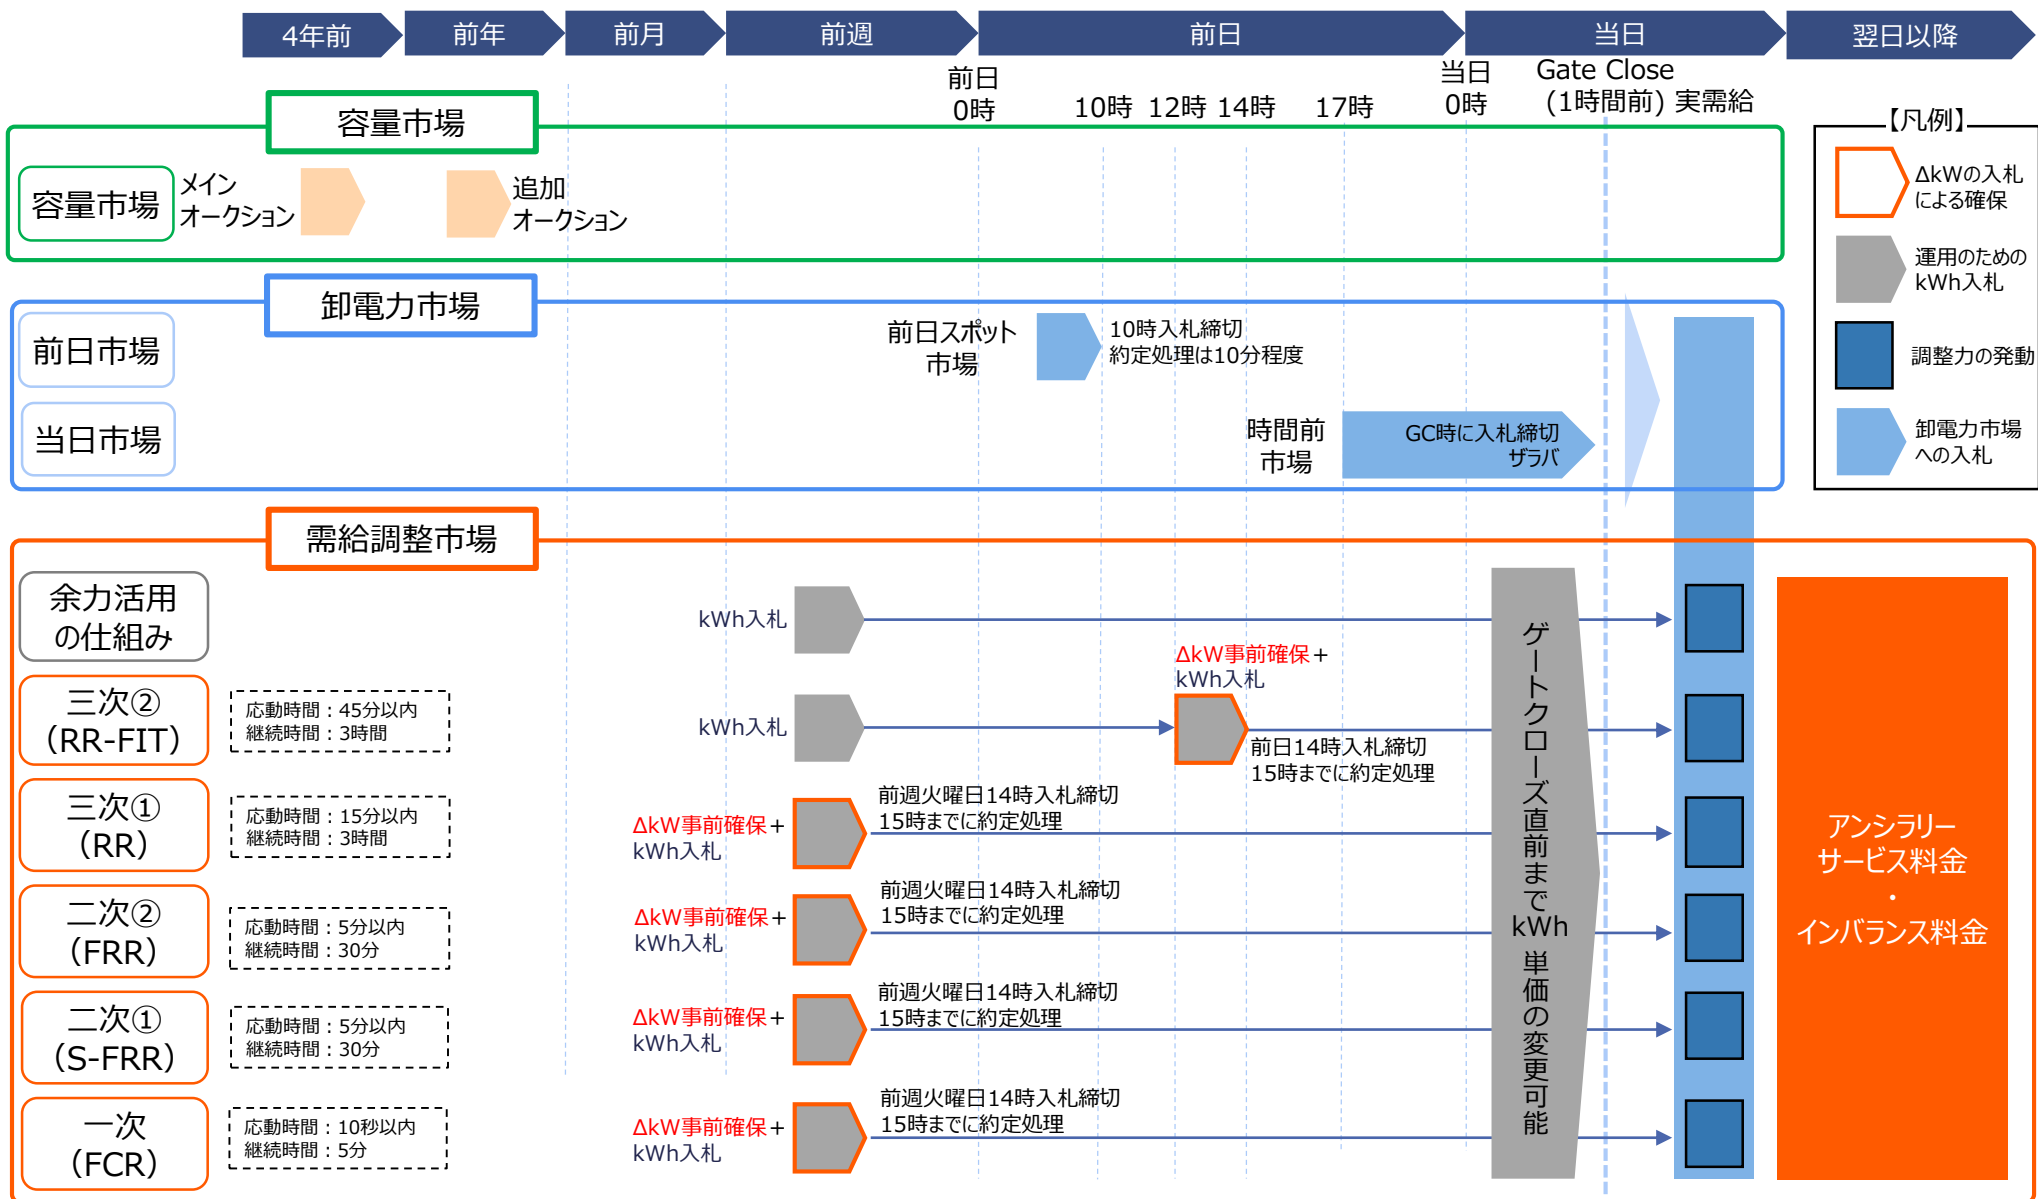 4年前
前年
前月
前週
前日
当日
翌日以降
前日
0時
10時
12時
14時
17時
当日
0時
Gate Close
(1時間前)
実需給
容量市場
容量市場
メイン
オークション
追加
オークション
【凡例】
ΔkWの入札
による確保
運用のための
kWh入札
調整力の発動
卸電力市場
への入札
卸電力市場
前日市場
前日スポット
市場
10時入札締切
約定処理は10分程度
当日市場
時間前
市場
GC時に入札締切
ザラバ
需給調整市場
余力活用
の仕組み
kWh入札
三次②
（RR-FIT）
応動時間：45分以内
継続時間：3時間
kWh入札
ΔkW事前確保+
kWh入札
前日14時入札締切
15時までに約定処理
三次①
（RR）
応動時間：15分以内
継続時間：3時間
ΔkW事前確保+
kWh入札
前週火曜日14時入札締切
15時までに約定処理
二次②
（FRR）
応動時間：5分以内
継続時間：30分
ΔkW事前確保+
kWh入札
前週火曜日14時入札締切
15時までに約定処理
二次①
（S-FRR）
応動時間：5分以内
継続時間：30分
ΔkW事前確保+
kWh入札
前週火曜日14時入札締切
15時までに約定処理
一次
（FCR）
応動時間：10秒以内
継続時間：5分
ΔkW事前確保+
kWh入札
前週火曜日14時入札締切
15時までに約定処理
ゲートクローズ直前までkWh単価の変更可能
アンシラリー
サービス料金
・
インバランス料金